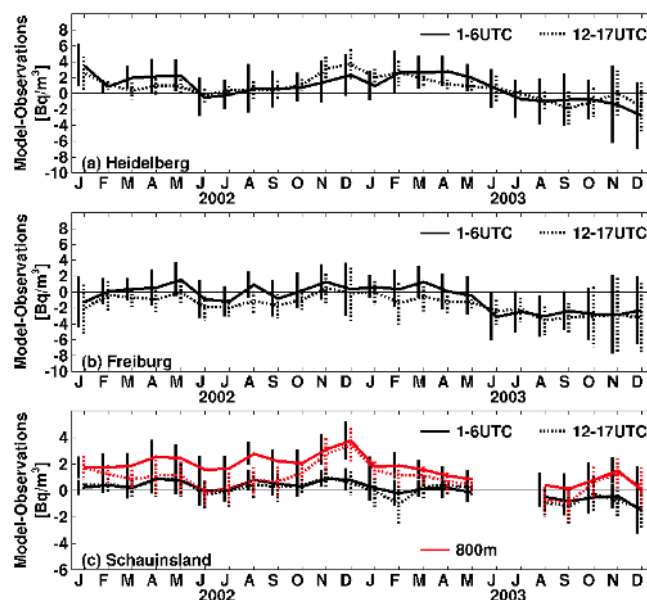 Model-Observations
[Bq/m³]
8
6
4
2
0
-2
-4
-6
-8
-10
1-6UTC 12-17UTC
(a) Heidelberg
J F M A M J J A S O N D J F M A M J J A S O N D
2002 2003
Model-Observations
[Bq/m³]
8
6
4
2
0
-2
-4
-6
-8
-10
1-6UTC 12-17UTC
(b) Freiburg
J F M A M J J A S O N D J F M A M J J A S O N D
2002 2003
Model-Observations
[Bq/m³]
4
2
0
-2
-4
-6
1-6UTC 12-17UTC
(c) Schauinsland
800m
J F M A M J J A S O N D J F M A M J J A S O N D
2002 2003